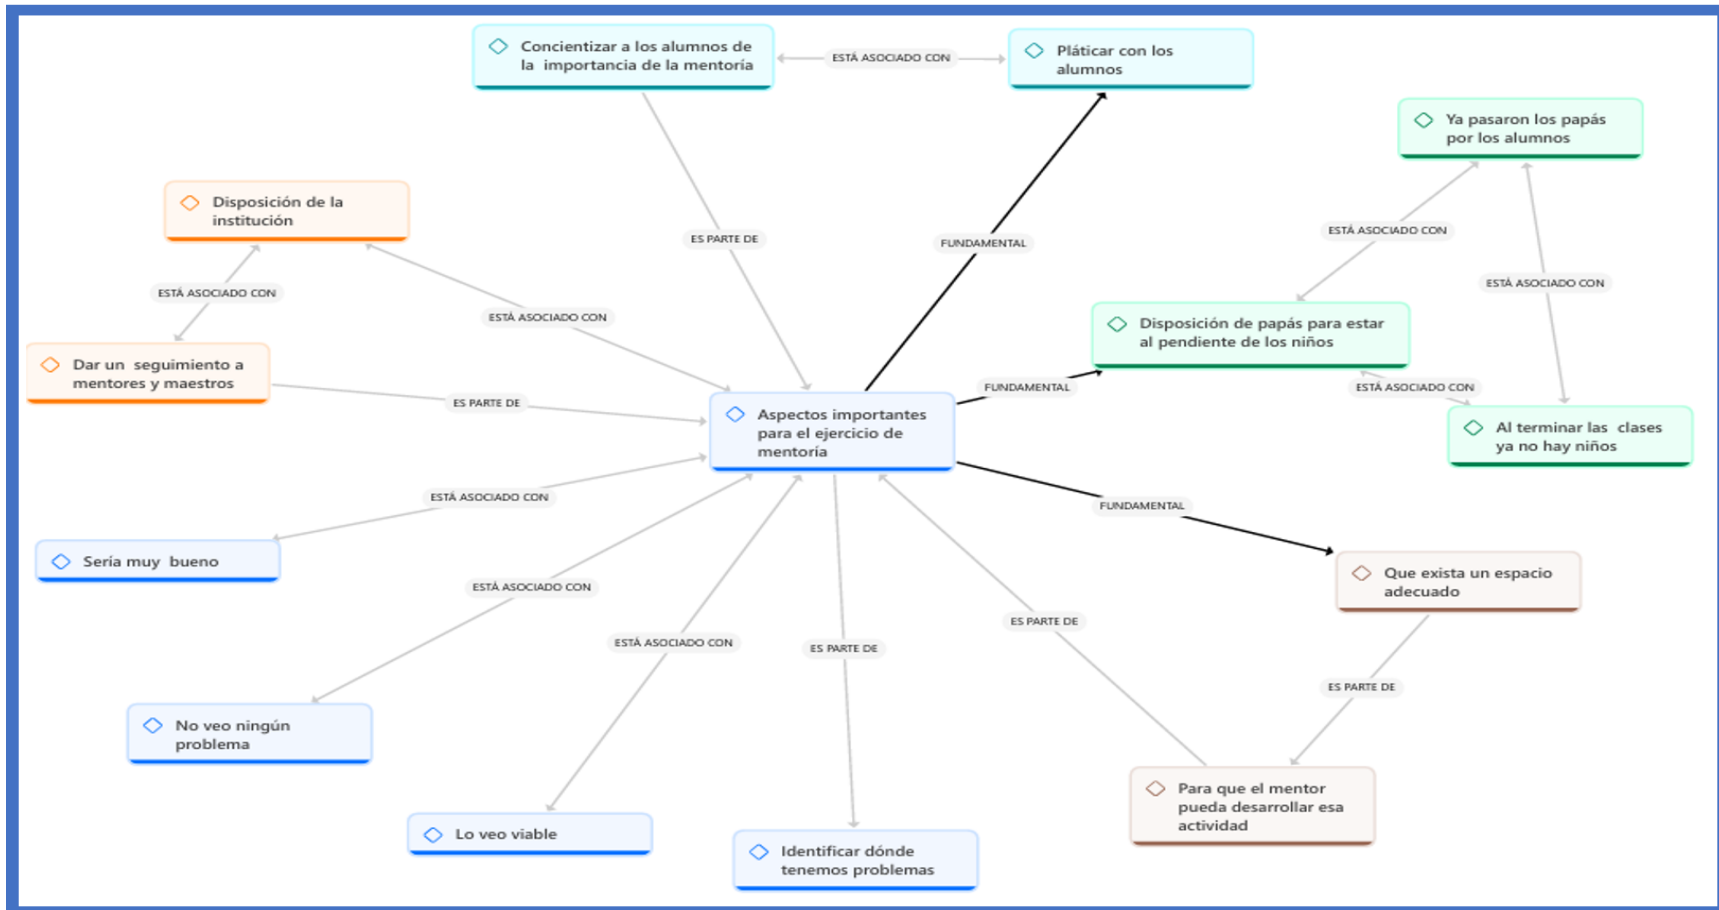 Concientizar a los alumnos de
la importancia de la mentoría
ESTÁ ASOCIADO CON
Pláticar con los
alumnos
Ya pasaron los papás
por los alumnos
Disposición de la
institución
ES PARTE DE
FUNDAMENTAL
ESTÁ ASOCIADO CON
ESTÁ ASOCIADO CON
ESTÁ ASOCIADO CON
ESTÁ ASOCIADO CON
Disposición de papás para estar
al pendiente de los niños
Dar un seguimiento a
mentores y maestros
ES PARTE DE
FUNDAMENTAL
ESTÁ ASOCIADO CON
Aspectos importantes
para el ejercicio de
mentoría
Al terminar las clases
ya no hay niños
ESTÁ ASOCIADO CON
FUNDAMENTAL
Sería muy bueno
Que exista un espacio
adecuado
ESTÁ ASOCIADO CON
ES PARTE DE
ESTÁ ASOCIADO CON
ES PARTE DE
ES PARTE DE
No veo ningún
problema
Para que el mentor
pueda desarrollar esa
actividad
Lo veo viable
Identificar dónde
tenemos problemas